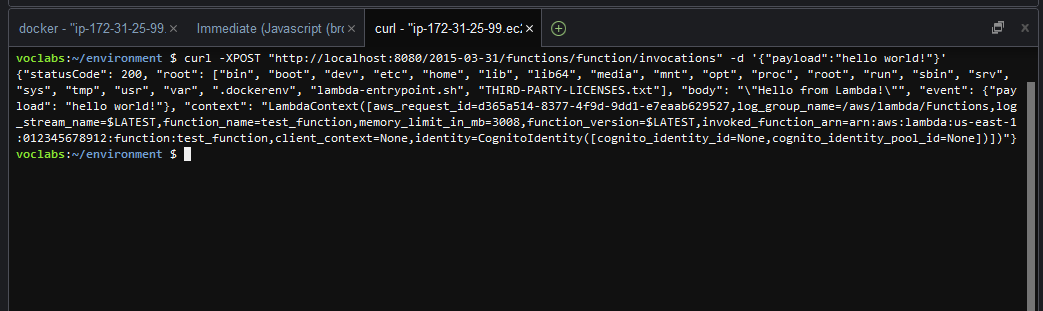 docker - "ip-172-31-25-99. Immediate (Javascript (bro curl - "ip-172-31-25-99.ec2
voclabs:~/environment $ curl -XPOST "http://localhost:8080/2015-03-31/functions/function/invocations" -d '{"payload":"hello world!"}'
{"statusCode": 200, "root": ["bin", "boot", "dev", "etc", "home", "lib", "lib64", "media", "mnt", "opt", "proc", "root", "run", "sbin", "srv",
"sys", "tmp", "usr", "var", ".dockerenv", "lambda-entrypoint.sh", "THIRD-PARTY-LICENSES.txt"], "body": "\"Hello from Lambda!\"", "event": {"pay
load": "hello world!"}, "context": "LambdaContext([aws_request_id=d365a514-8377-4f9d-9dd1-e7eaab629527,log_group_name=/aws/lambda/Functions,log
_stream_name=$LATEST,function_name=test_function,memory_limit_in_mb=3008,function_version=$LATEST,invoked_function_arn=arn:aws:lambda:us-east-1
:012345678912:function:test_function,client_context=None,identity=CognitoIdentity([cognito_identity_id=None,cognito_identity_pool_id=None])])"}
voclabs:~/environment $